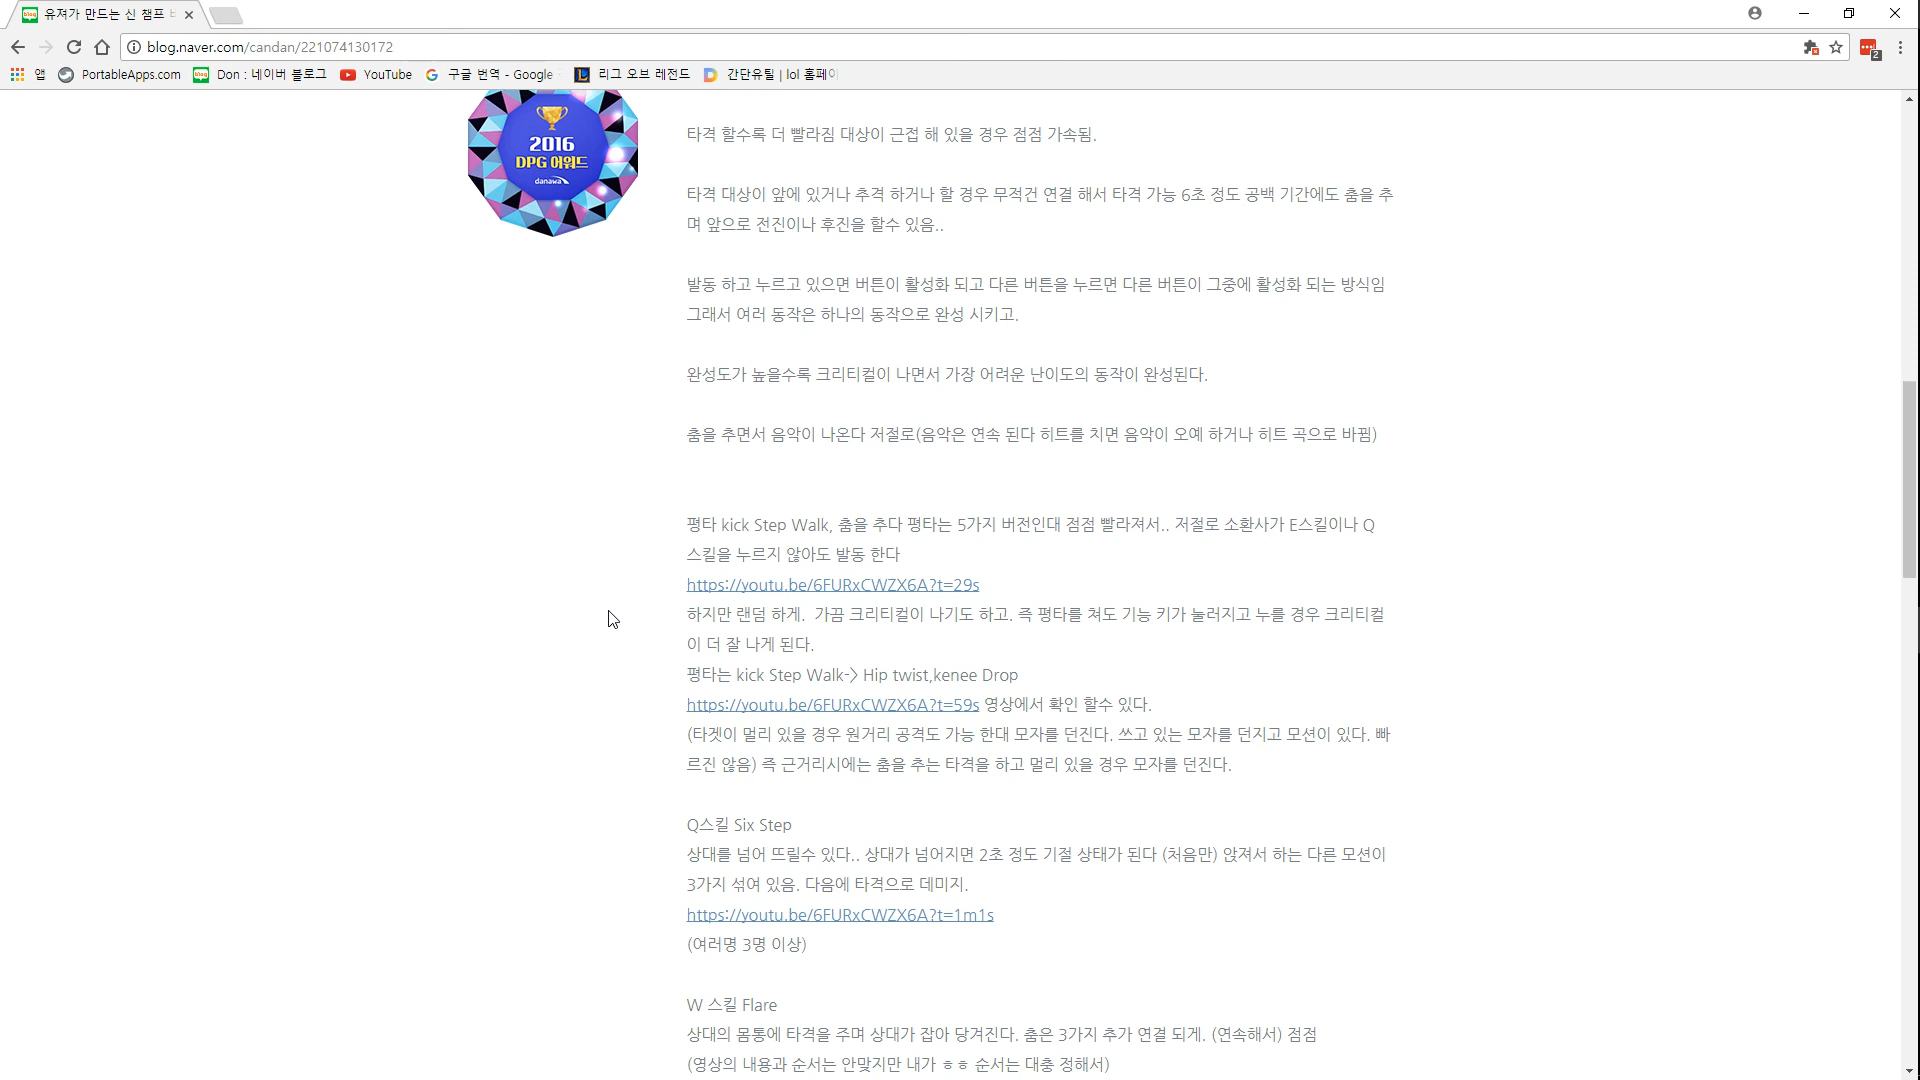 유져가 만드는 신 챔프
blog.naver.com/candan/221074130172
2
앱 PortableApps.com Don : 네이버 블로그 YouTube 구글 번역 - Google 리그 오브 레전드 간단유틸 | lol 홈페이
2016
DPG 어워드
danawa
타격 할수록 더 빨라짐 대상이 근접 해 있을 경우 점점 가속됨.
타격 대상이 앞에 있거나 추격 하거나 할 경우 무적건 연결 해서 타격 가능 6초 정도 공백 기간에도 춤을 추
며 앞으로 전진이나 후진을 할수 있음..
발동 하고 누르고 있으면 버튼이 활성화 되고 다른 버튼을 누르면 다른 버튼이 그중에 활성화 되는 방식임
그래서 여러 동작은 하나의 동작으로 완성 시키고.
완성도가 높을수록 크리티컬이 나면서 가장 어려운 난이도의 동작이 완성된다.
춤을 추면서 음악이 나온다 저절로(음악은 연속 된다 히트를 치면 음악이 오예 하거나 히트 곡으로 바뀜)
평타 kick Step Walk, 춤을 추다 평타는 5가지 버전인대 점점 빨라져서.. 저절로 소환사가 E스킬이나 Q
스킬을 누르지 않아도 발동 한다
https://youtu.be/6FURxCWZX6A?t=29s
하지만 랜덤 하게.  가끔 크리티컬이 나기도 하고. 즉 평타를 쳐도 기능 키가 눌러지고 누를 경우 크리티컬
이 더 잘 나게 된다.
평타는 kick Step Walk-> Hip twist,kenee Drop
https://youtu.be/6FURxCWZX6A?t=59s 영상에서 확인 할수 있다.
(타겟이 멀리 있을 경우 원거리 공격도 가능 한대 모자를 던진다. 쓰고 있는 모자를 던지고 모션이 있다. 빠
르진 않음) 즉 근거리시에는 춤을 추는 타격을 하고 멀리 있을 경우 모자를 던진다.
Q스킬 Six Step
상대를 넘어 뜨릴수 있다.. 상대가 넘어지면 2초 정도 기절 상태가 된다 (처음만) 앉져서 하는 다른 모션이
3가지 섞여 있음. 다음에 타격으로 데미지.
https://youtu.be/6FURxCWZX6A?t=1m1s
(여러명 3명 이상)
W 스킬 Flare
상대의 몸통에 타격을 주며 상대가 잡아 당겨진다. 춤은 3가지 추가 연결 되게. (연속해서) 점점
(영상의 내용과 순서는 안맞지만 내가 ㅎㅎ 순서는 대충 정해서)